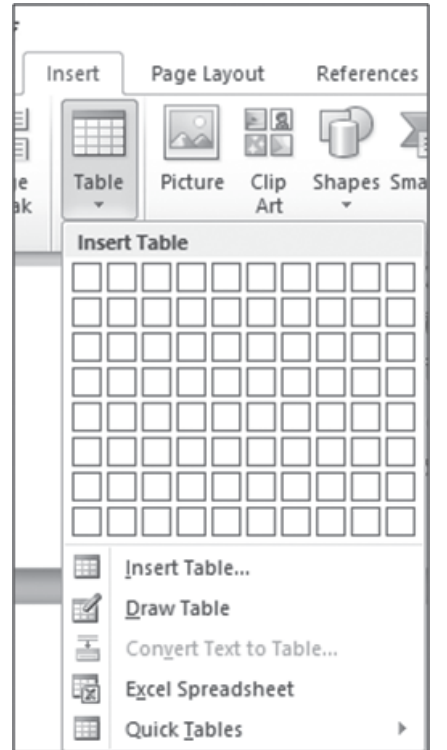 Insert Page Layout References
Table Picture Clip Art Shapes
Insert Table
Insert Table...
Draw Table
Convert Text to Table...
Excel Spreadsheet
Quick Tables